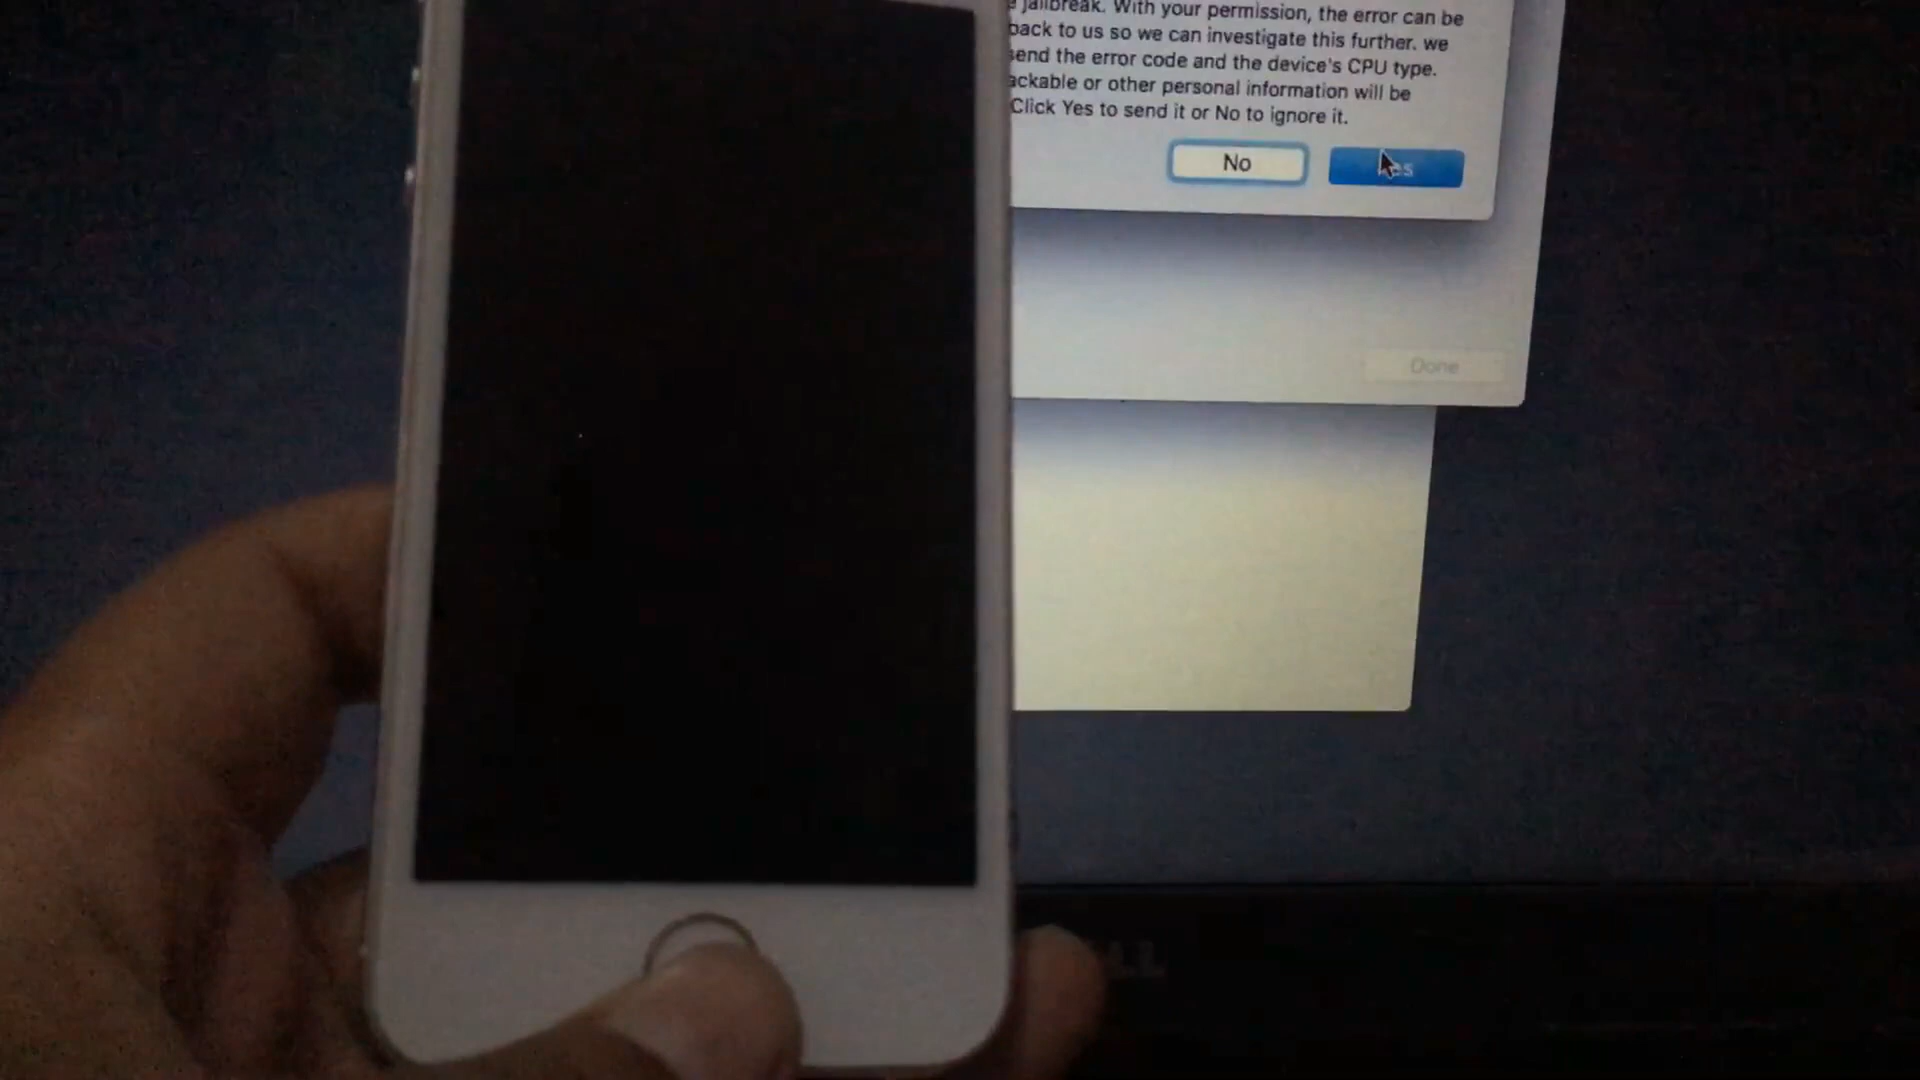 jailbreak. With your permission, the error can be
back to us so we can investigate this further. we
send the error code and the device's CPU type.
ackable or other personal information will be
Click Yes to send it or No to ignore it.
No
Done